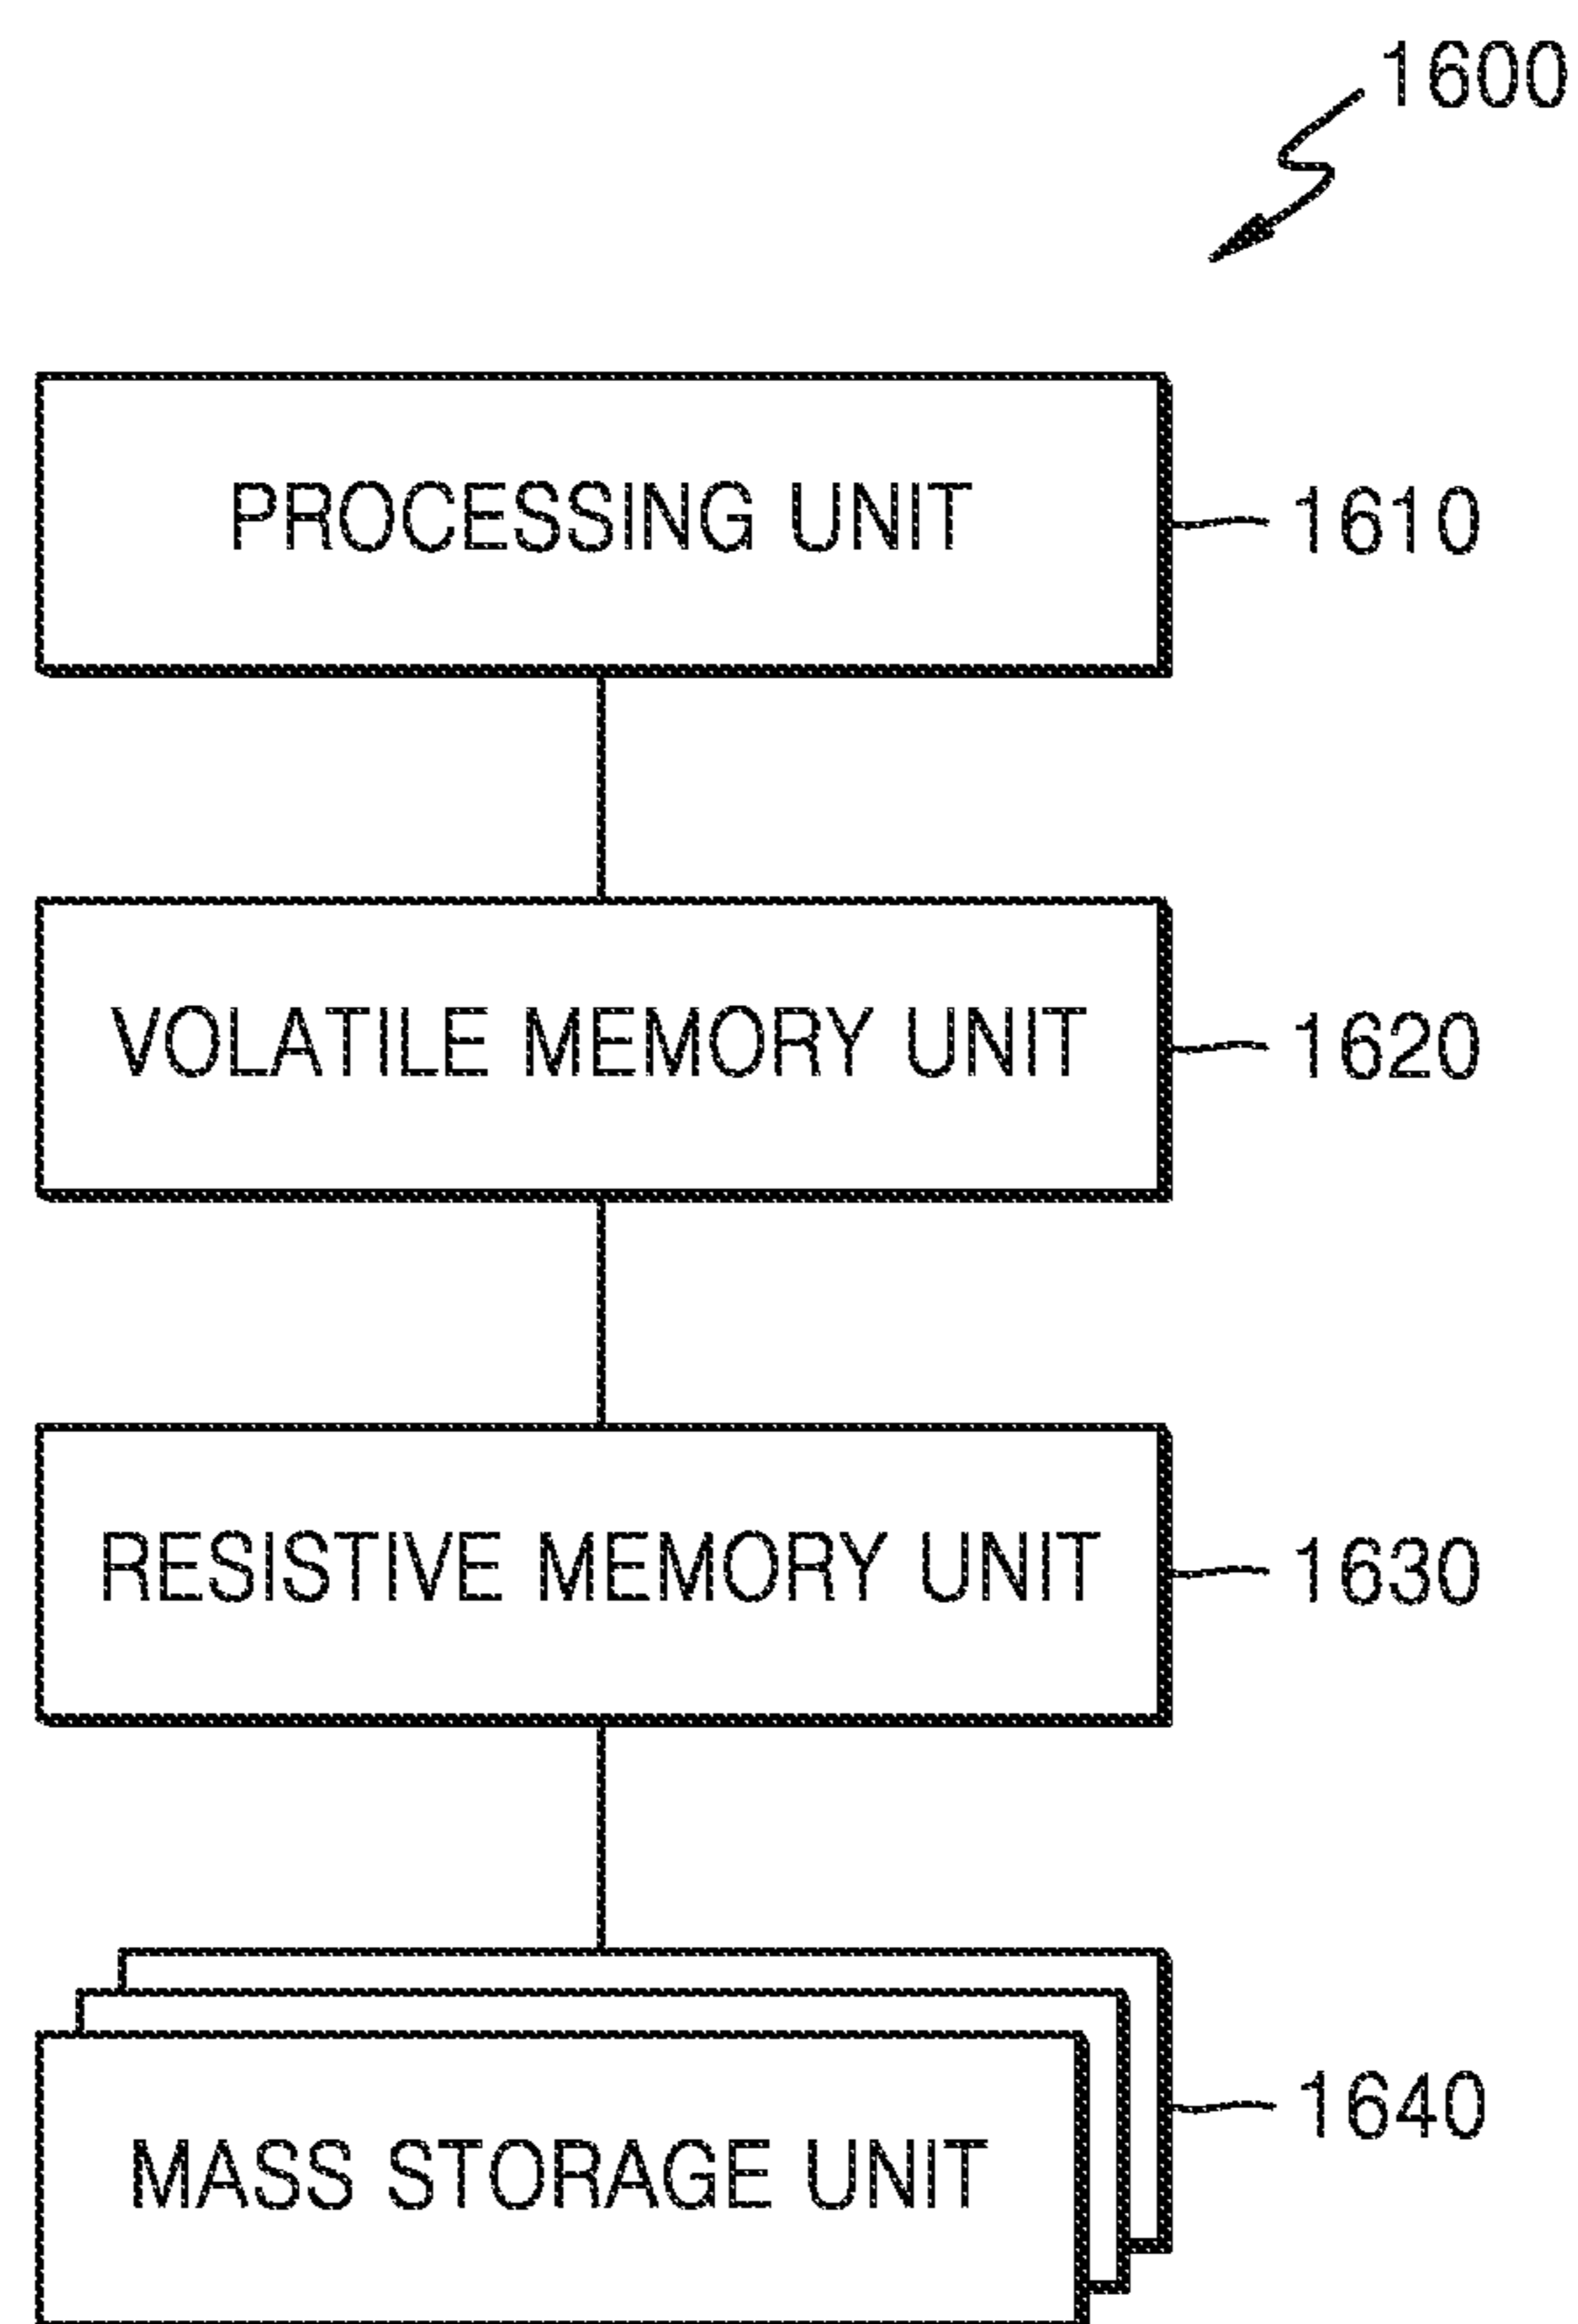 1600
PROCESSING UNIT 1610
VOLATILE MEMORY UNIT 1620
RESISTIVE MEMORY UNIT 1630
1640
MASS STORAGE UNIT